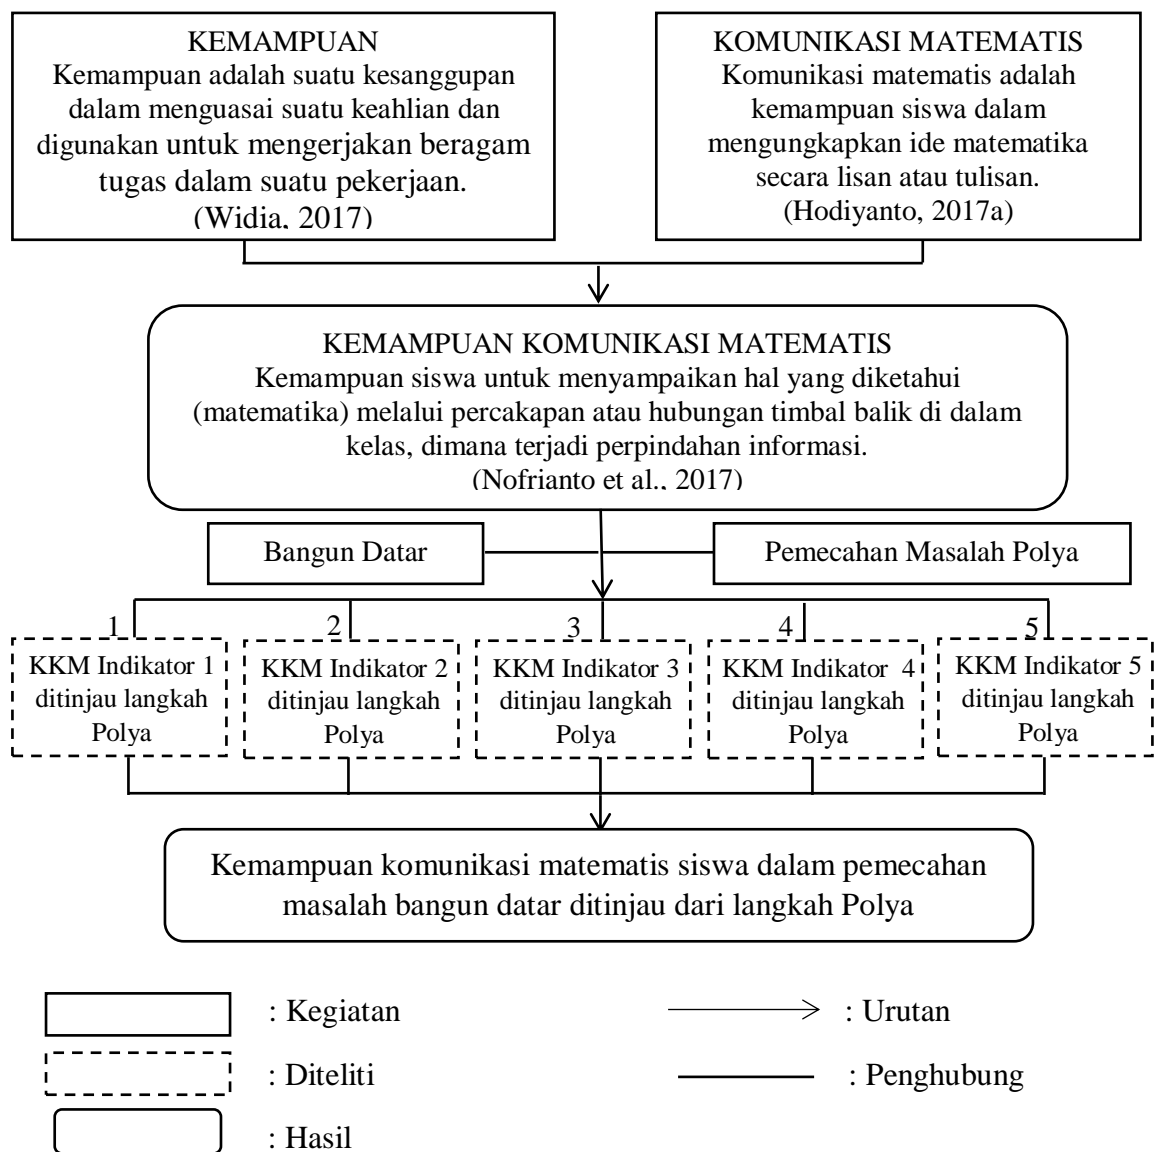 KEMAMPUAN
Kemampuan adalah suatu kesanggupan
dalam menguasai suatu keahlian dan
digunakan untuk mengerjakan beragam
tugas dalam suatu pekerjaan.
(Widia, 2017)
KOMUNIKASI MATEMATIS
Komunikasi matematis adalah
kemampuan siswa dalam
mengungkapkan ide matematika
secara lisan atau tulisan.
(Hodiyanto, 2017a)
KEMAMPUAN KOMUNIKASI MATEMATIS
Kemampuan siswa untuk menyampaikan hal yang diketahui
(matematika) melalui percakapan atau hubungan timbal balik di dalam
kelas, dimana terjadi perpindahan informasi.
(Nofrianto et al., 2017)
Bangun Datar
Pemecahan Masalah Polya
1
KKM Indikator 1
ditinjau langkah
Polya
2
KKM Indikator 2
ditinjau langkah
Polya
3
KKM Indikator 3
ditinjau langkah
Polya
4
KKM Indikator 4
ditinjau langkah
Polya
5
KKM Indikator 5
ditinjau langkah
Polya
Kemampuan komunikasi matematis siswa dalam pemecahan
masalah bangun datar ditinjau dari langkah Polya
: Kegiatan
: Urutan
: Diteliti
: Penghubung
: Hasil